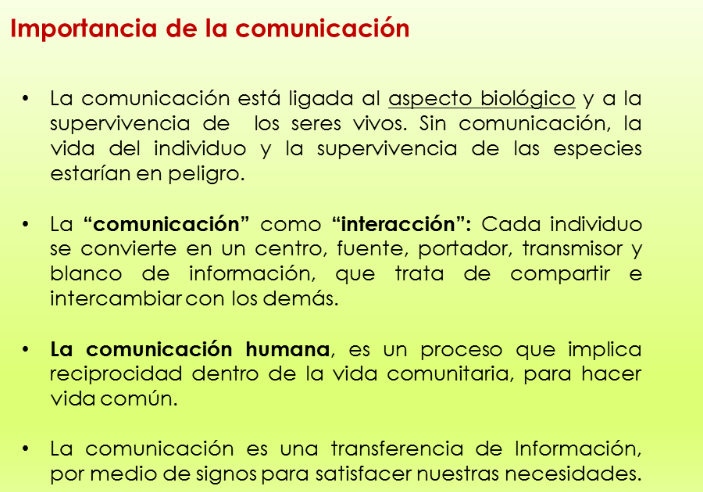 Importancia de la comunicación
• La comunicación está ligada al aspecto biológico y a la
supervivencia de los seres vivos. Sin comunicación, la
vida del individuo y la supervivencia de las especies
estarían en peligro.
• La “comunicación” como “interacción”: Cada individuo
se convierte en un centro, fuente, portador, transmisor y
blanco de información, que trata de compartir e
intercambiar con los demás.
• La comunicación humana, es un proceso que implica
reciprocidad dentro de la vida comunitaria, para hacer
vida común.
• La comunicación es una transferencia de Información,
por medio de signos para satisfacer nuestras necesidades.